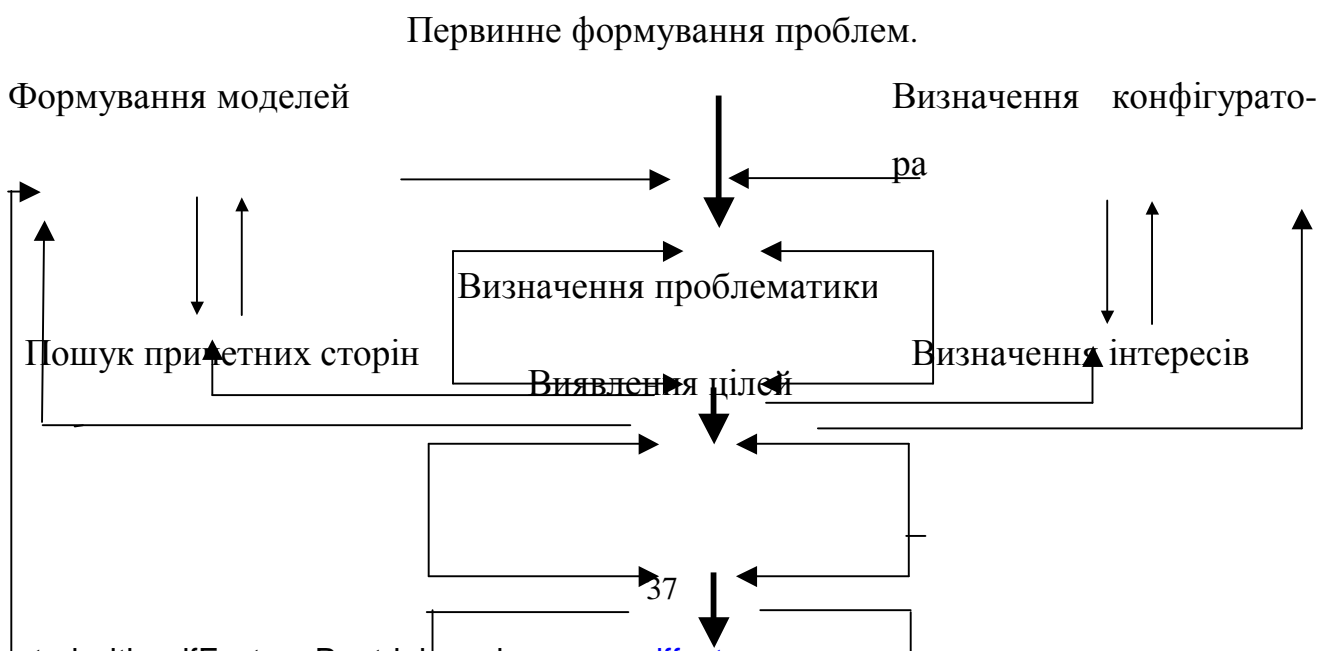 Первинне формування проблем.
Формування моделей
Визначення конфігурато-
ра
Визначення проблематики
Пошук причетних сторін
Визначення інтересів
Виявлення цілей
37